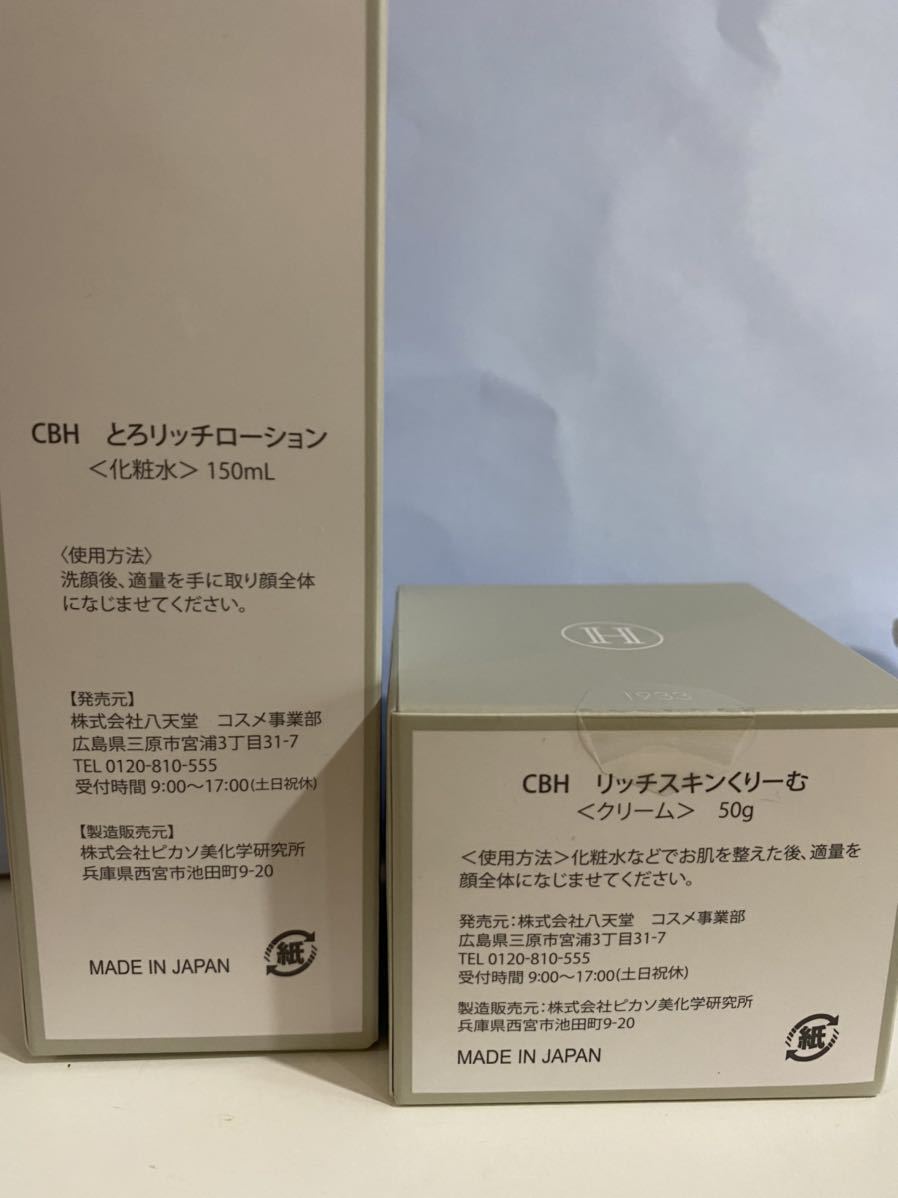 CBH とろリッチローション
＜化粧水＞ 150mL
〈使用方法〉
洗顔後、適量を手に取り顔全体
になじませてください。
【発売元】
株式会社八天堂 コスメ事業部
広島県三原市宮浦3丁目31-7
TEL 0120-810-555
受付時間 9:00～17:00(土日祝休)
【製造販売元】
株式会社ピカソ美化学研究所
兵庫県西宮市池田町9-20
MADE IN JAPAN
紙
H
1933
CBH リッチスキンくりーむ
＜クリーム＞ 50g
＜使用方法＞化粧水などでお肌を整えた後、適量を
顔全体になじませてください。
発売元：株式会社八天堂 コスメ事業部
広島県三原市宮浦3丁目31-7
TEL 0120-810-555
受付時間 9:00～17:00(土日祝休)
製造販売元：株式会社ピカソ美化学研究所
兵庫県西宮市池田町9-20
MADE IN JAPAN
紙